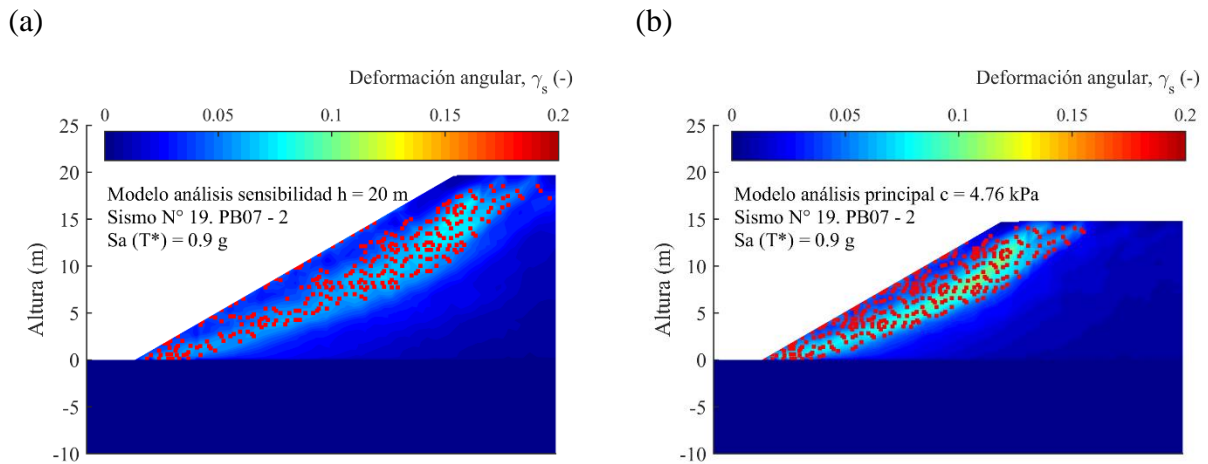 (a)
Deformación angular, γs (-)
0 0.05 0.1 0.15 0.2
25
20
15
10
5
0
-5
-10
Altura (m)
Modelo análisis sensibilidad h = 20 m
Sismo N° 19. PB07 - 2
Sa (T*) = 0.9 g
(b)
Deformación angular, γs (-)
0 0.05 0.1 0.15 0.2
25
20
15
10
5
0
-5
-10
Altura (m)
Modelo análisis principal c = 4.76 kPa
Sismo N° 19. PB07 - 2
Sa (T*) = 0.9 g